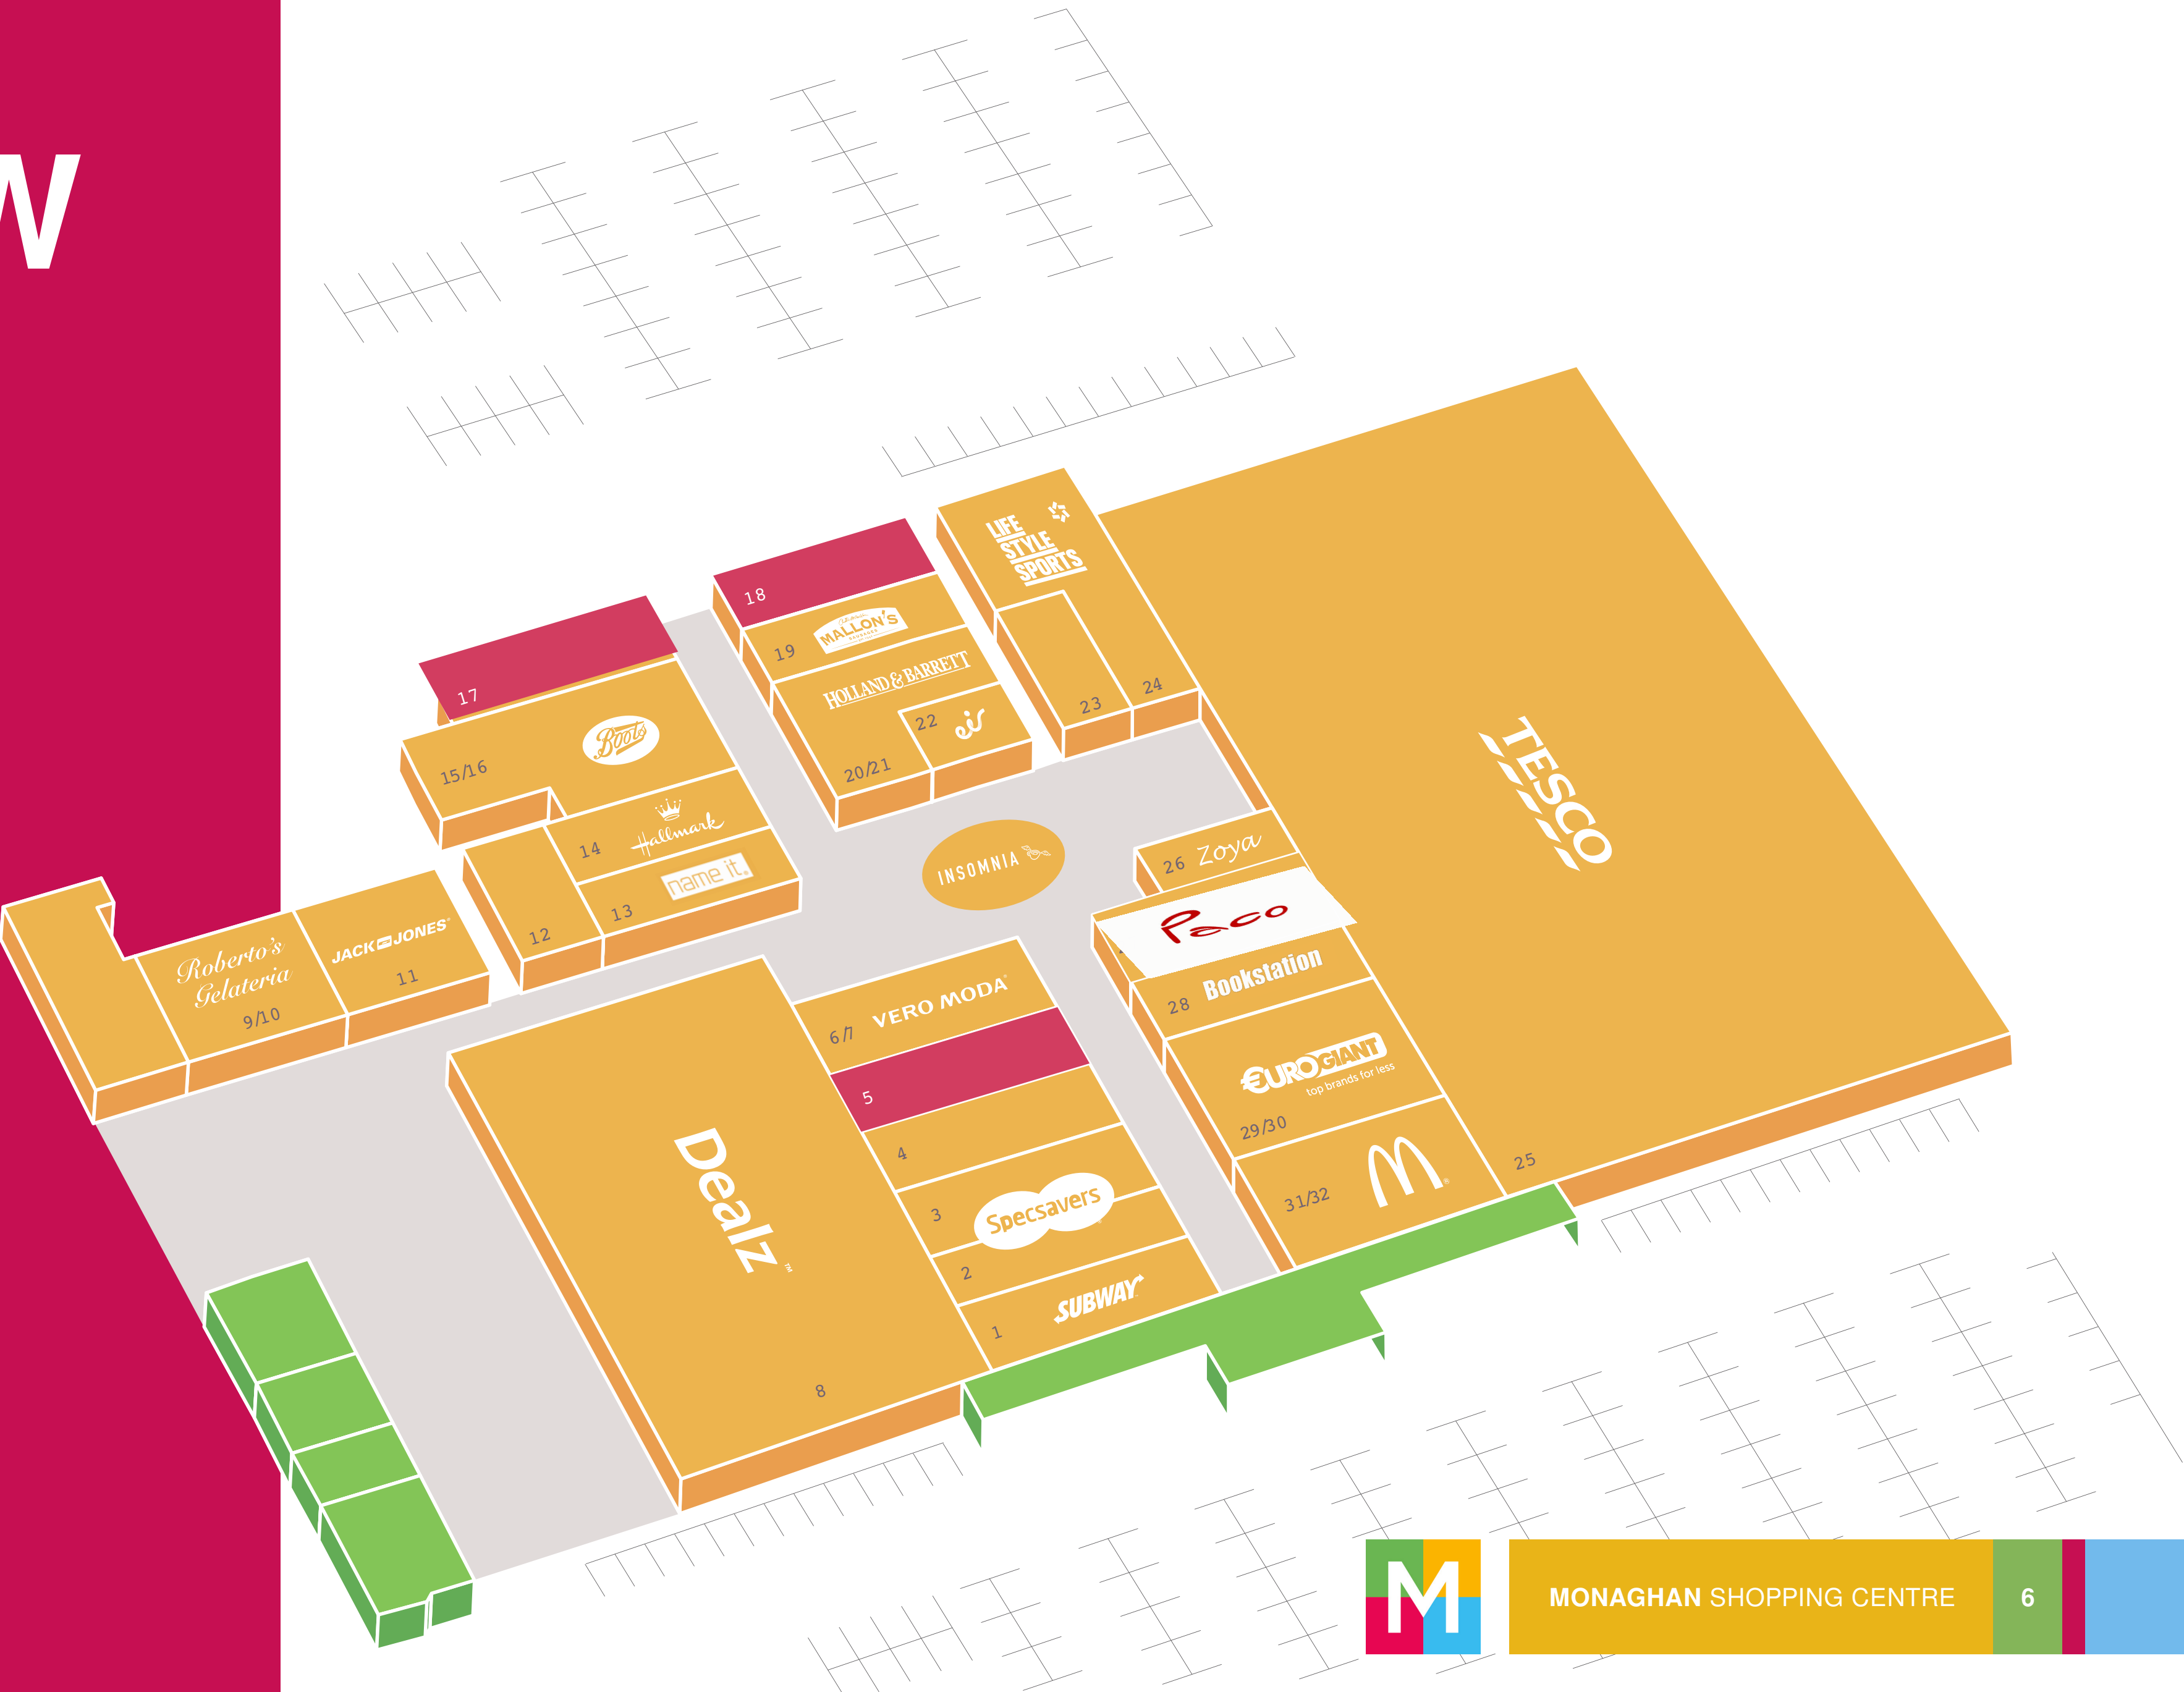 W
LIFE
STYLE
SPORTS
18
19
MALLON'S
SAUSAGES
HOLLAND & BARRETT
20/21
22
23
24
TESCO
25
17
Boots
15/16
14
Hallmark
13
name it.
12
INSOMNIA
26 Zoya
Paco
28 Bookstation
€UROGIANT
top brands for less
29/30
31/32
M
Roberto's
Gelateria
9/10
JACK JONES
11
6/7 VERO MODA
5
4
3 Specsavers
2
1 SUBWAY
Dealz™
8
M
MONAGHAN SHOPPING CENTRE 6